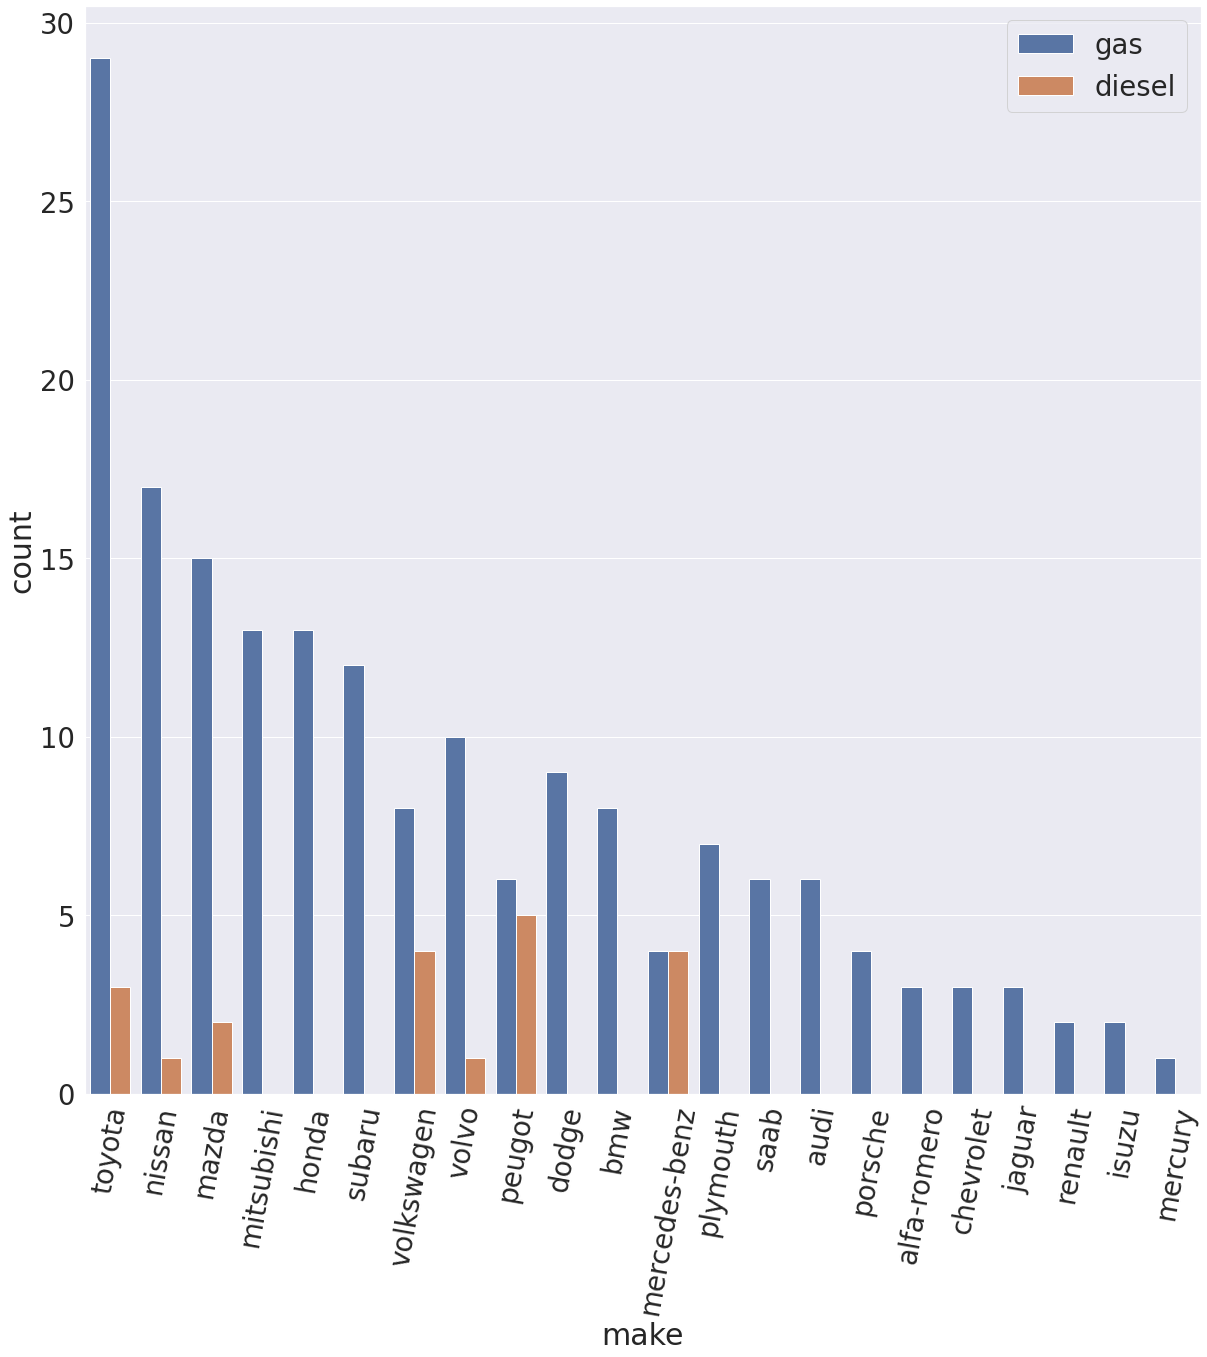 gas
diesel
count
30
25
20
15
10
5
0
toyota
nissan
mazda
mitsubishi
honda
subaru
volkswagen
volvo
peugot
dodge
bmw
mercedes-benz
plymouth
saab
audi
porsche
alfa-romero
chevrolet
jaguar
renault
isuzu
mercury
make